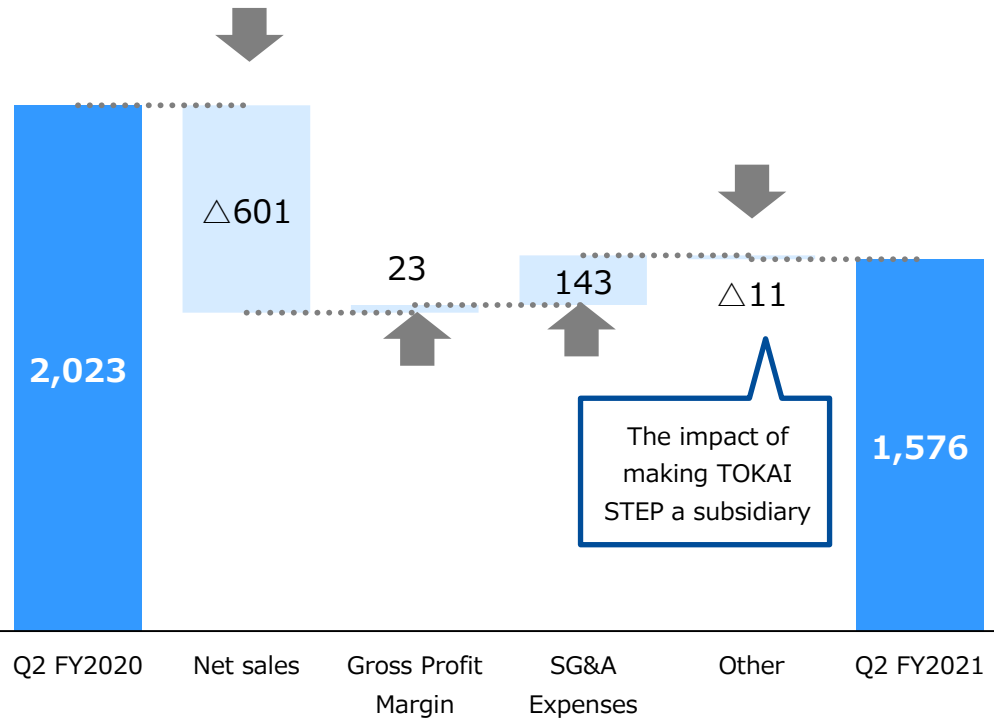 △601
23
143
△11
2,023
1,576
The impact of
making TOKAI
STEP a subsidiary
Q2 FY2020
Net sales
Gross Profit
Margin
SG&A
Expenses
Other
Q2 FY2021